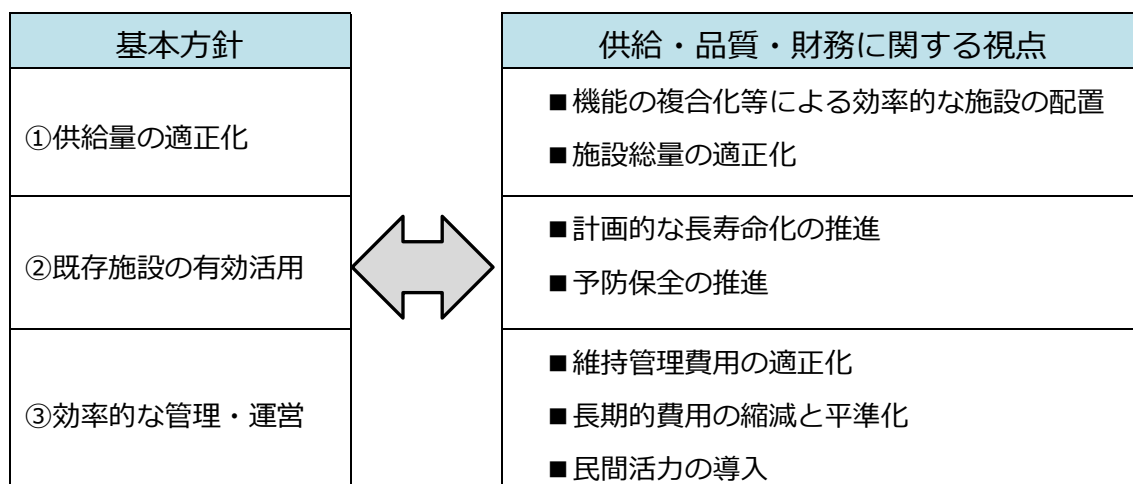 基本方針
①供給量の適正化
②既存施設の有効活用
③効率的な管理・運営
供給・品質・財務に関する視点
■機能の複合化等による効率的な施設の配置
■施設総量の適正化
■計画的な長寿命化の推進
■予防保全の推進
■維持管理費用の適正化
■長期的費用の縮減と平準化
■民間活力の導入